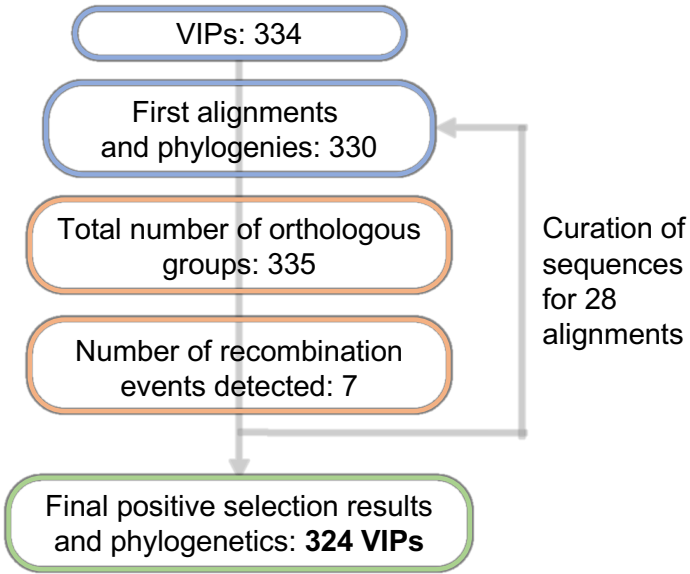 VIPs: 334
First alignments
and phylogenies: 330
Total number of orthologous
groups: 335
Number of recombination
events detected: 7
Curation of
sequences
for 28
alignments
Final positive selection results
and phylogenetics: 324 VIPs